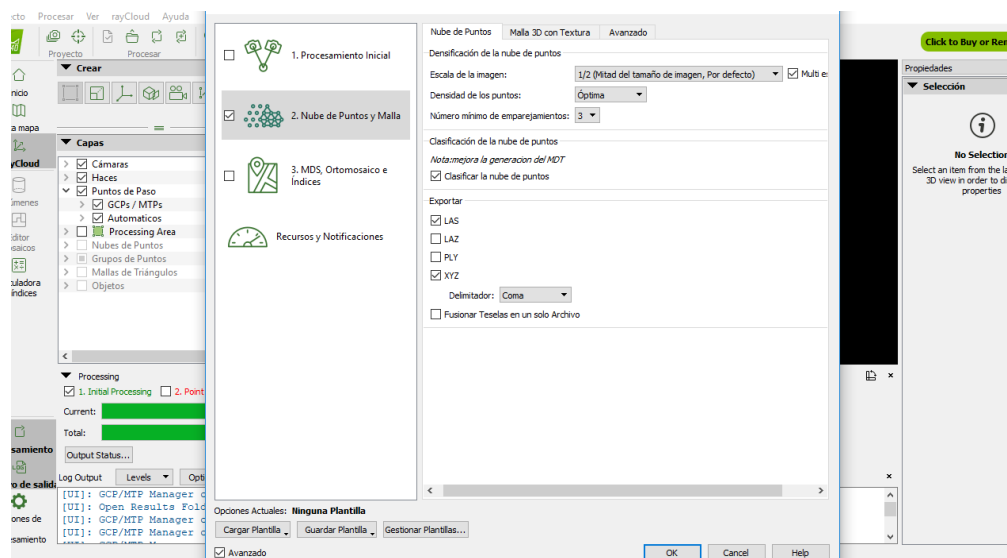 Procesar Ver rayCloud Ayuda
Proyecto Procesar
Click to Buy or Ren
Crear
a mapa
Capas
Cámaras
Haces
Puntos de Paso
GCPs / MTPs
Automaticos
Processing Area
Nubes de Puntos
Grupos de Puntos
Mallas de Triángulos
Objetos
Processing
1. Initial Processing 2. Point
Current:
Total:
Output Status...
Log Output Levels Opti
[UI]: GCP/MTP Manager
[UI]: Open Results Fold
[UI]: GCP/MTP Manager
[UI]: GCP/MTP Manager
1. Procesamiento Inicial
2. Nube de Puntos y Malla
3. MDS, Ortomosaico e
Índices
Recursos y Notificaciones
Nube de Puntos Malla 3D con Textura Avanzado
Densificación de la nube de puntos
Escala de la imagen: 1/2 (Mitad del tamaño de imagen, Por defecto) Multi es
Densidad de los puntos: Óptima
Número mínimo de emparejamientos: 3
Clasificación de la nube de puntos
Nota:mejora la generacion del MDT
Clasificar la nube de puntos
Exportar
LAS
LAZ
PLY
XYZ
Delimitador: Coma
Fusionar Teselas en un solo Archivo
Opciones Actuales: Ninguna Plantilla
Cargar Plantilla Guardar Plantilla Gestionar Plantillas...
Avanzado OK Cancel Help
Propiedades
Selección
No Selection
Select an item from the la
3D view in order to di
properties